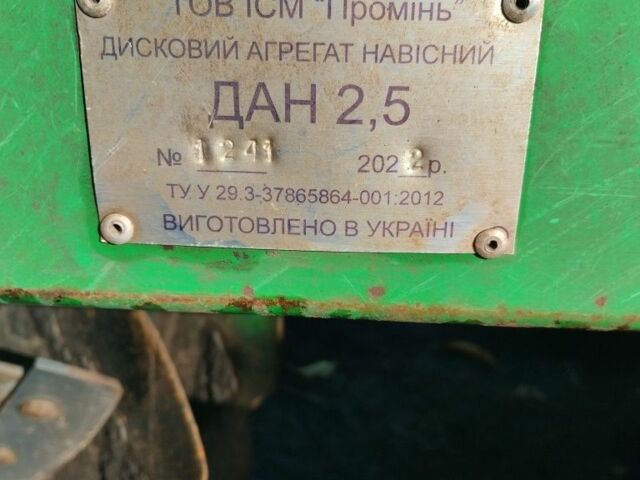 ТОВ ІСМ "Промінь"
ДИСКОВИЙ АГРЕГАТ НАВІСНИЙ
ДАН 2,5
№ 1241 2022р.
ТУ У 29.3-37865864-001:2012
ВИГОТОВЛЕНО В УКРАЇНІ